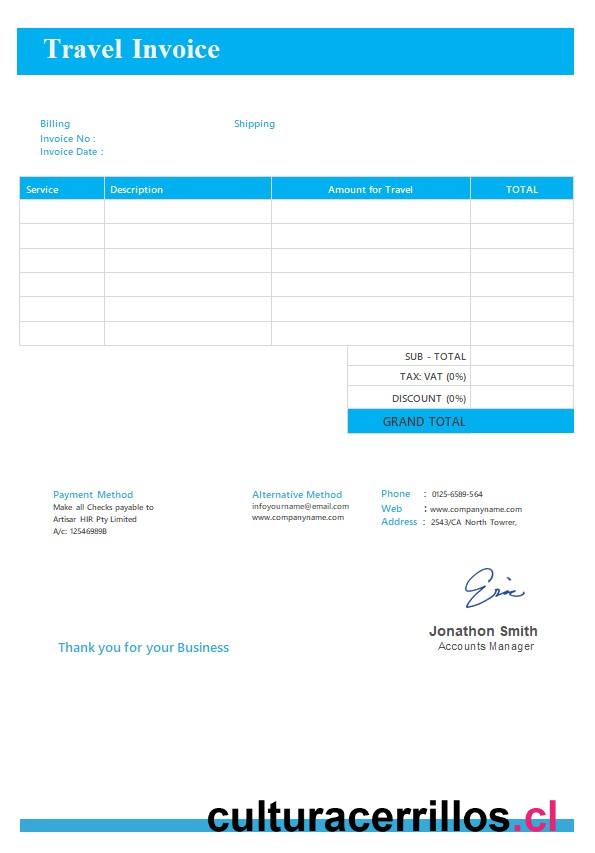 Travel Invoice
Billing
Shipping
Invoice No :
Invoice Date :
Service Description Amount for Travel TOTAL
SUB - TOTAL
TAX: VAT (0%)
DISCOUNT (0%)
GRAND TOTAL
Payment Method
Make all Checks payable to
Artisar HIR Pty Limited
A/c: 12546989B
Alternative Method
infoyourname@email.com
www.companyname.com
Phone : 0125-6589-564
Web : www.companyname.com
Address : 2543/CA North Towrer,
Eric
Jonathon Smith
Accounts Manager
Thank you for your Business
culturacerrillos.cl